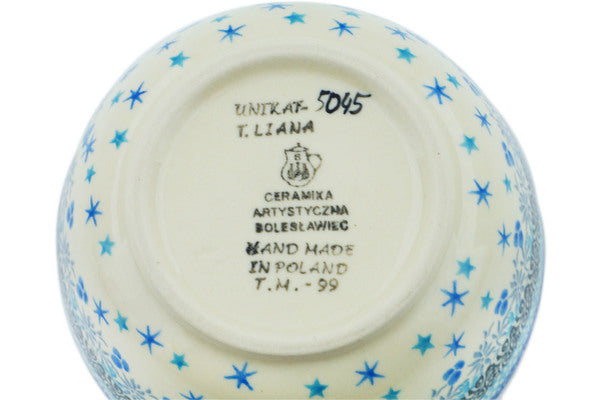 UNIKAT- 5045
T. LIANA
CERAMIKA
ARTYSTYCZNA
BOLESŁAWIEC
HAND MADE
IN POLAND
T.M. - 99